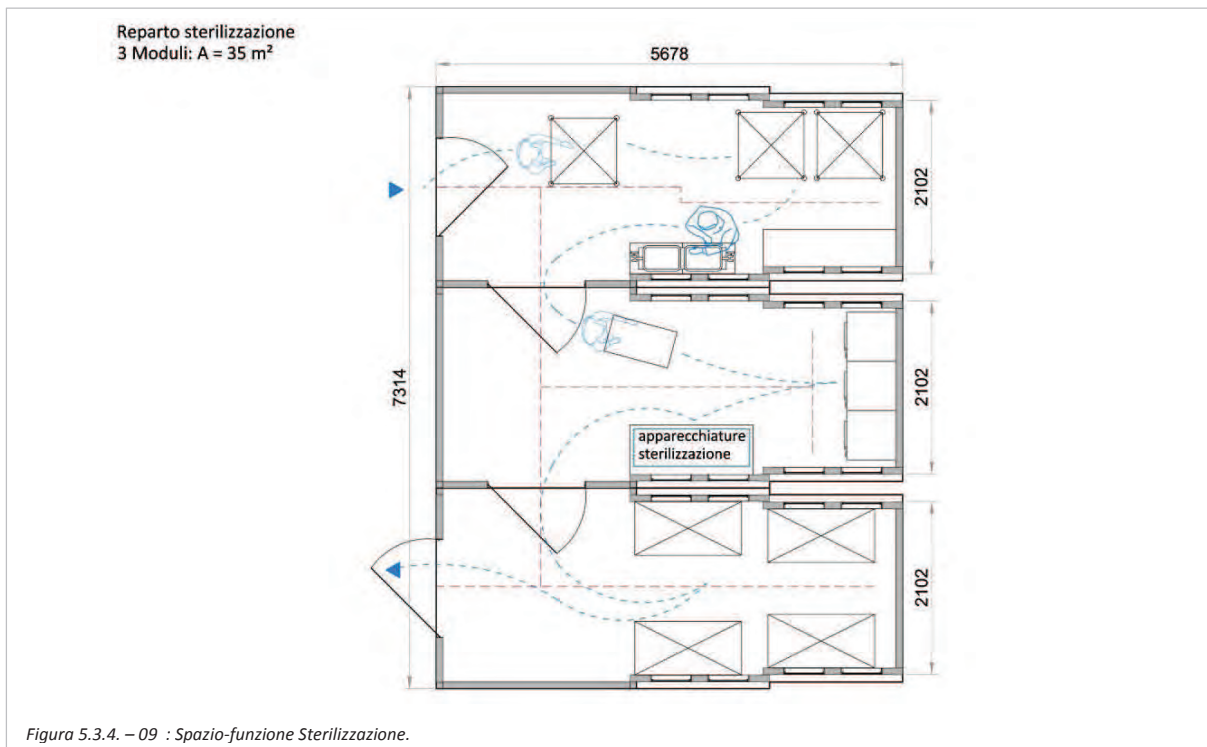 Reparto sterilizzazione
3 Moduli: A = 35 m²
5678
2102
7314
2102
apparecchiature
sterilizzazione
2102
Figura 5.3.4. – 09 : Spazio-funzione Sterilizzazione.